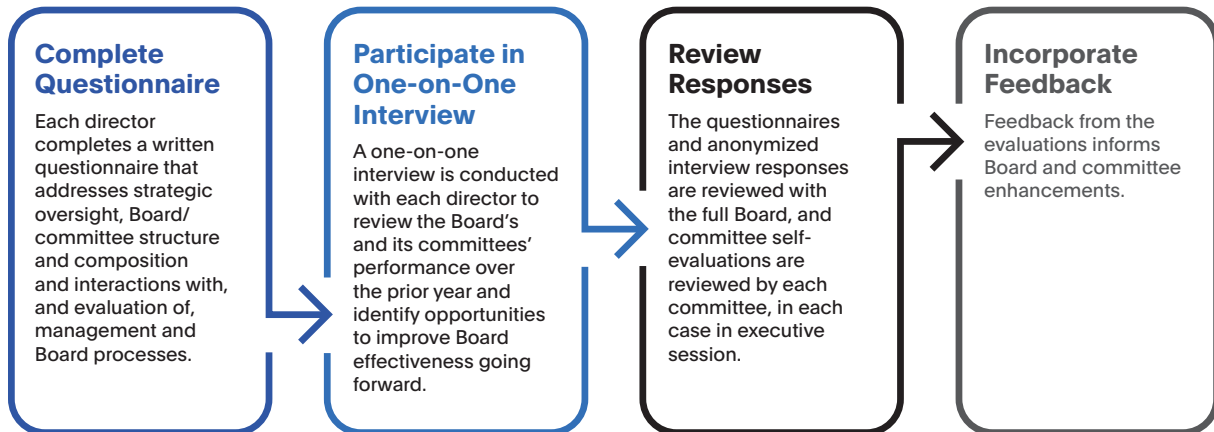 Complete
Questionnaire
Each director
completes a written
questionnaire that
addresses strategic
oversight, Board/
committee structure
and composition
and interactions with,
and evaluation of,
management and
Board processes.
Participate in
One-on-One
Interview
A one-on-one
interview is conducted
with each director to
review the Board’s
and its committees’
performance over
the prior year and
identify opportunities
to improve Board
effectiveness going
forward.
Review
Responses
The questionnaires
and anonymized
interview responses
are reviewed with
the full Board, and
committee self-
evaluations are
reviewed by each
committee, in each
case in executive
session.
Incorporate
Feedback
Feedback from the
evaluations informs
Board and committee
enhancements.